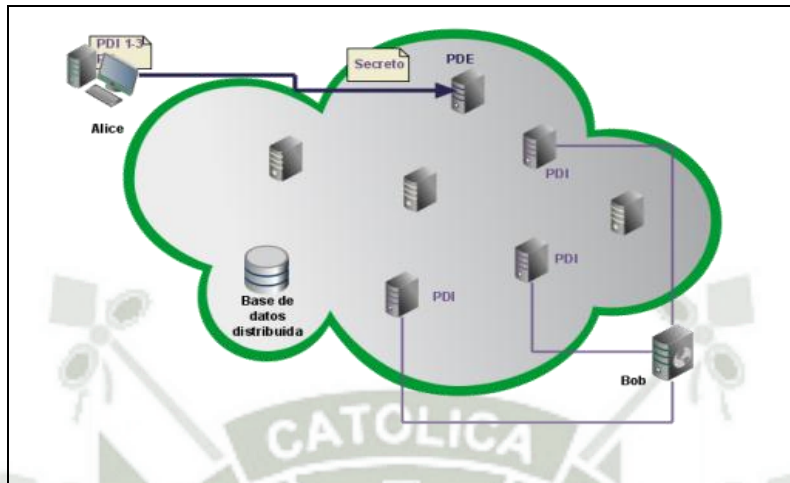 PDI 1-3
Secreto
PDE
Alice
PDI
PDI
PDI
Base de
datos
distribuida
Bob
CATOLICA